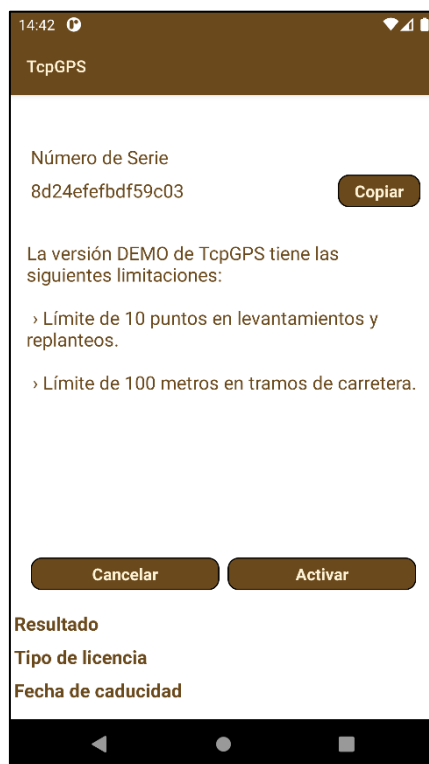 14:42
TcpGPS
Número de Serie
8d24efefbdf59c03
Copiar
La versión DEMO de TcpGPS tiene las
siguientes limitaciones:
› Límite de 10 puntos en levantamientos y
replanteos.
› Límite de 100 metros en tramos de carretera.
Cancelar
Activar
Resultado
Tipo de licencia
Fecha de caducidad